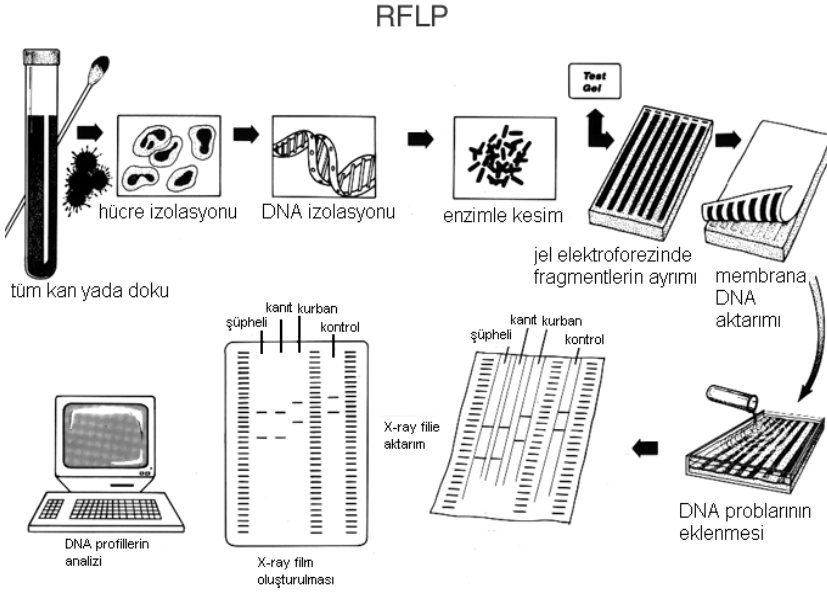 RFLP
Test
Gel
hücre izolasyonu
DNA izolasyonu
enzimle kesim
tüm kan yada doku
jel elektroforezinde
fragmentlerin ayrımı
membrana
DNA
aktarımı
şüpheli
kanıt
kurban
kontrol
şüpheli
kanıt
kurban
kontrol
X-ray filie
aktarım
DNA problarının
eklenmesi
DNA profillerin
analizi
X-ray film
oluşturulması